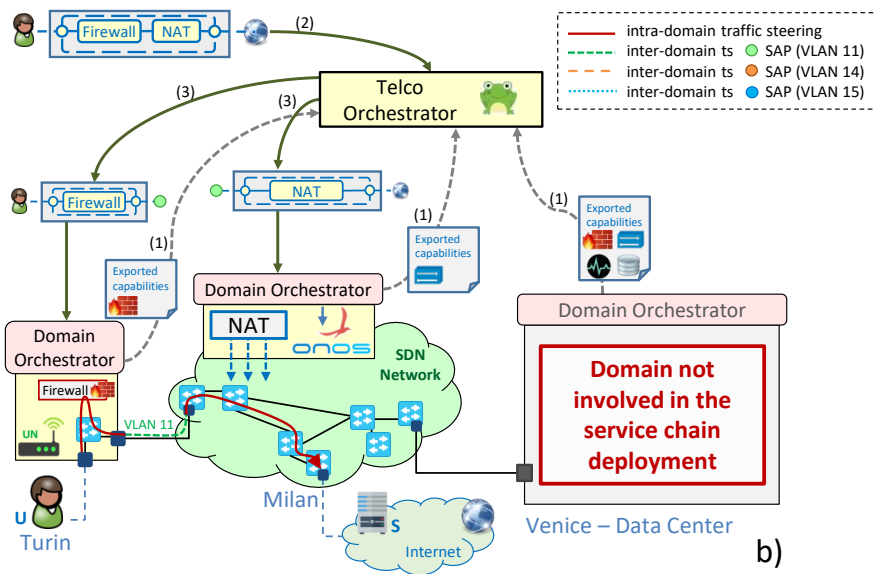 Firewall
NAT
(2)
intra-domain traffic steering
inter-domain ts
SAP (VLAN 11)
inter-domain ts
SAP (VLAN 14)
inter-domain ts
SAP (VLAN 15)
Telco
Orchestrator
(3)
(3)
Firewall
NAT
(1)
(1)
(1)
Exported
capabilities
Exported
capabilities
Exported
capabilities
Domain Orchestrator
Domain Orchestrator
Domain
Orchestrator
NAT
onos
SDN
Network
Firewall
UN
VLAN 11
Domain not
involved in the
service chain
deployment
U
Turin
Milan
S
Internet
Venice – Data Center
b)